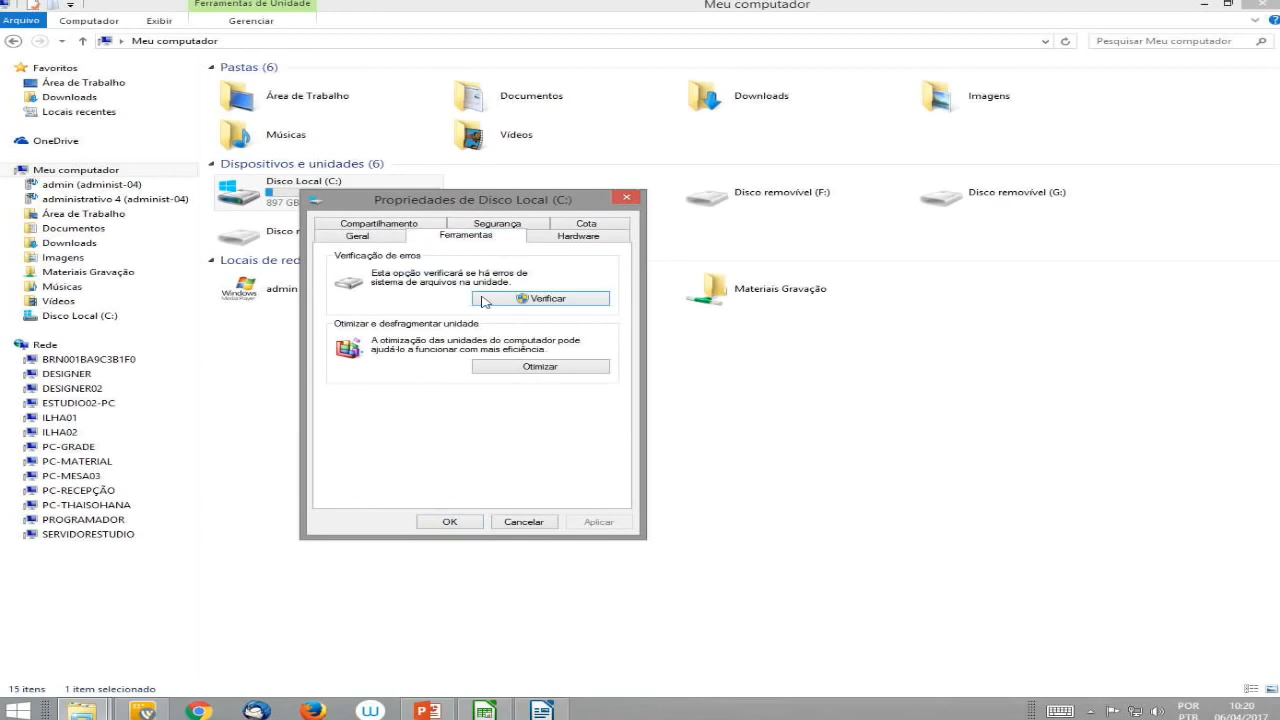 Ferramentas de Unidade
Meu computador
Arquivo
Computador
Exibir
Gerenciar
Meu computador
Pesquisar Meu computador
Favoritos
Área de Trabalho
Downloads
Locais recentes
OneDrive
Meu computador
admin (administ-04)
administrativo 4 (administ-04)
Área de Trabalho
Documentos
Downloads
Imagens
Materiais Gravação
Músicas
Vídeos
Disco Local (C:)
Rede
BRN001BA9C3B1F0
DESIGNER
DESIGNER02
ESTUDIO02-PC
ILHA01
ILHA02
PC-GRADE
PC-MATERIAL
PC-MESA03
PC-RECEPÇÃO
PC-THAISOHANA
PROGRAMADOR
SERVIDORESTUDIO
Pastas (6)
Área de Trabalho
Documentos
Downloads
Imagens
Músicas
Vídeos
Dispositivos e unidades (6)
Disco Local (C:)
897 GB
Disco removível (F:)
Disco removível (G:)
Disco r
Locais de re
Windows
Media Player
admin
Materiais Gravação
Propriedades de Disco Local (C:)
Compartilhamento
Segurança
Cota
Geral
Ferramentas
Hardware
Verificação de erros
Esta opção verificará se há erros de
sistema de arquivos na unidade.
Verificar
Otimizar e desfragmentar unidade
A otimização das unidades do computador pode
ajudá-lo a funcionar com mais eficiência.
Otimizar
OK
Cancelar
Aplicar
15 itens
1 item selecionado
POR
PTB
10:20
06/04/2017